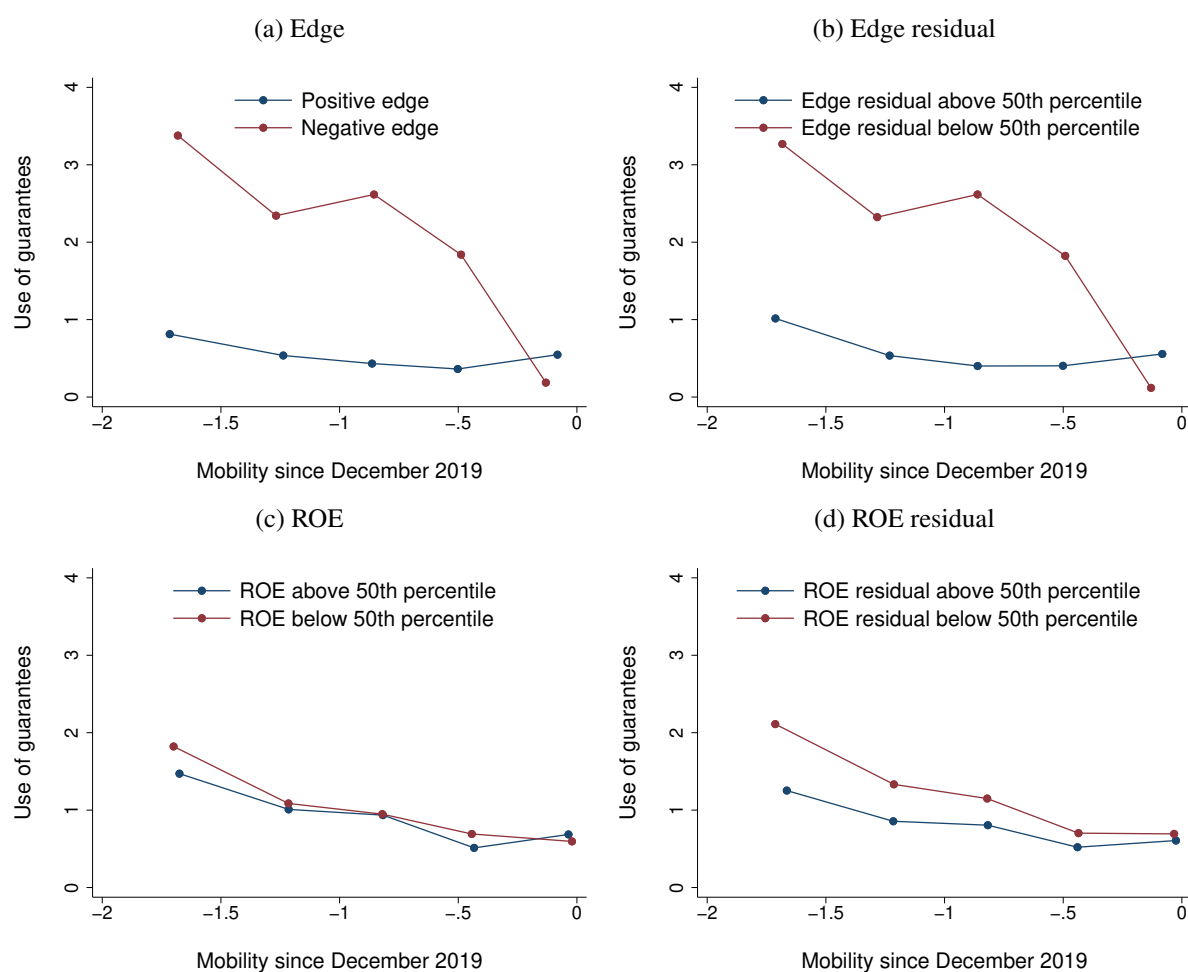 (a) Edge
(b) Edge residual
Use of guarantees
0 1 2 3 4
Positive edge
Negative edge
−2 −1.5 −1 −.5 0
Mobility since December 2019
Use of guarantees
0 1 2 3 4
Edge residual above 50th percentile
Edge residual below 50th percentile
−2 −1.5 −1 −.5 0
Mobility since December 2019
(c) ROE
(d) ROE residual
Use of guarantees
0 1 2 3 4
ROE above 50th percentile
ROE below 50th percentile
−2 −1.5 −1 −.5 0
Mobility since December 2019
Use of guarantees
0 1 2 3 4
ROE residual above 50th percentile
ROE residual below 50th percentile
−2 −1.5 −1 −.5 0
Mobility since December 2019